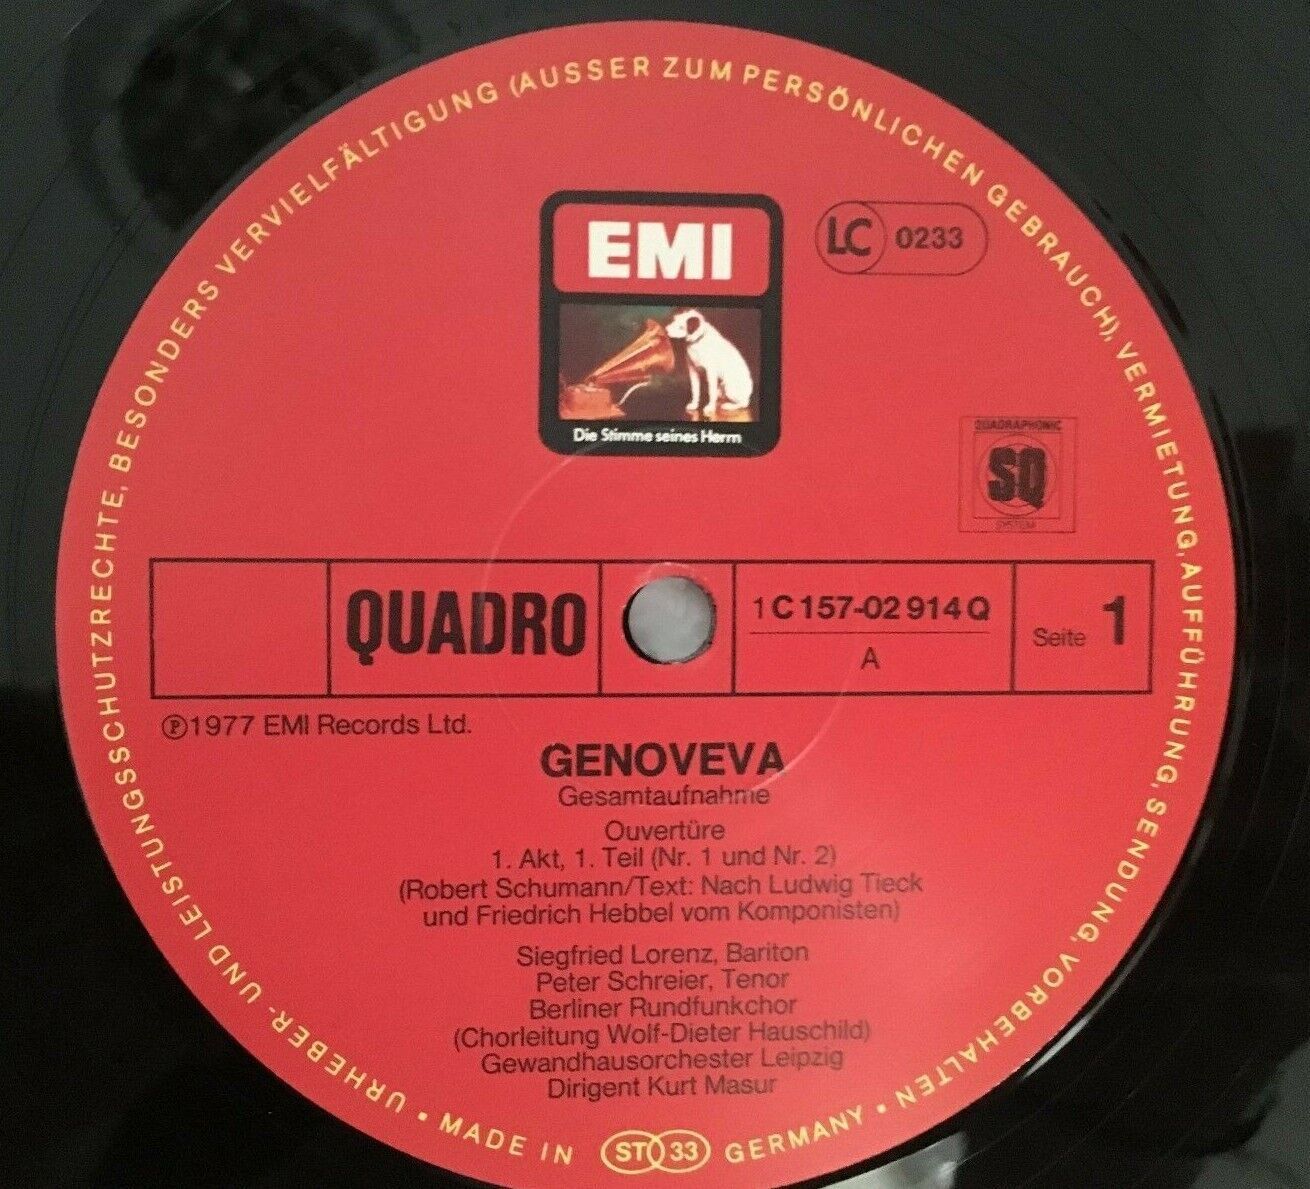 URHEBER- UND LEISTUNGSSCHUTZRECHTE, BESONDERS VERVIELFÄLTIGUNG (AUSSER ZUM PERSÖNLICHEN GEBRAUCH), VERMIETUNG, AUFFÜHRUNG, SENDUNG, VORBEHALTEN •
EMI
Die Stimme seines Herrn
LC 0233
QUADRAPHONIC
SQ
SYSTEM
QUADRO
1 C 157-02 914 Q
A
Seite 1
℗1977 EMI Records Ltd.
GENOVEVA
Gesamtaufnahme
Ouvertüre
1. Akt, 1. Teil (Nr. 1 und Nr. 2)
(Robert Schumann/Text: Nach Ludwig Tieck
und Friedrich Hebbel vom Komponisten)
Siegfried Lorenz, Bariton
Peter Schreier, Tenor
Berliner Rundfunkchor
(Chorleitung Wolf-Dieter Hauschild)
Gewandhausorchester Leipzig
Dirigent Kurt Masur
• MADE IN ST 33 GERMANY